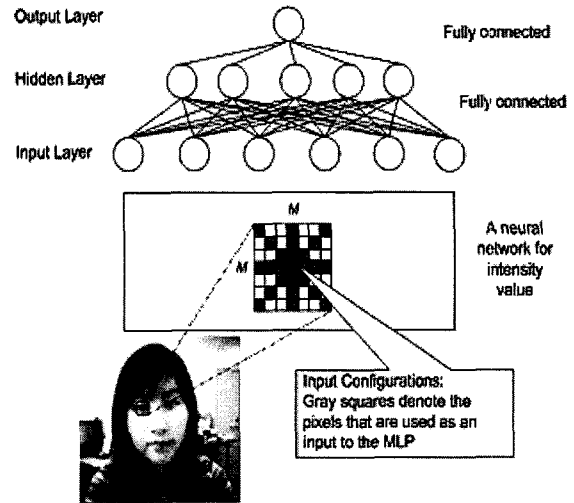 Output Layer
Fully connected
Hidden Layer
Fully connected
Input Layer
M
M
A neural
network for
intensity
value
Input Configurations:
Gray squares denote the
pixels that are used as an
input to the MLP